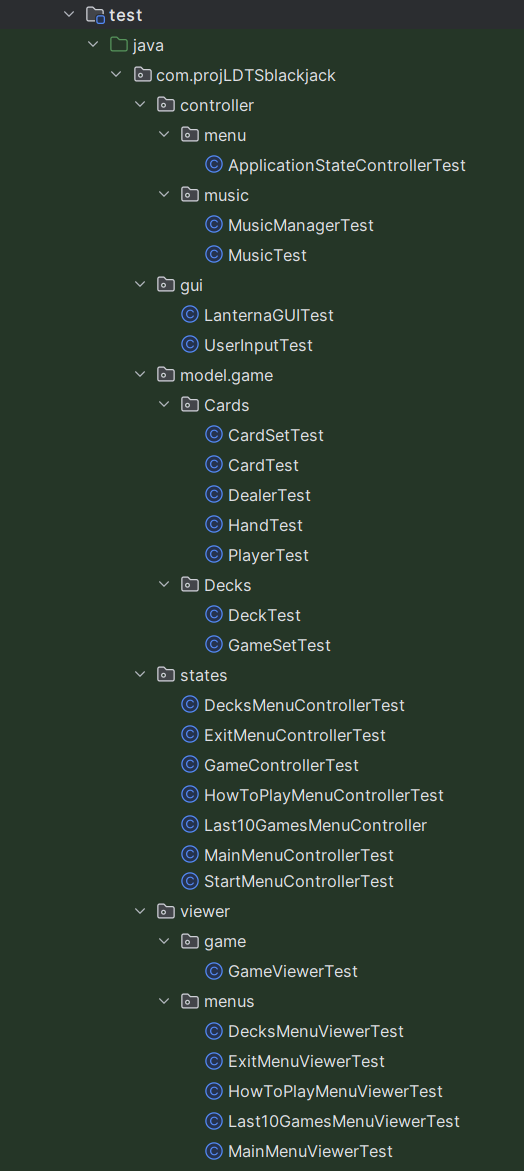 test
java
com.projLDTSblackjack
controller
menu
ApplicationStateControllerTest
music
MusicManagerTest
MusicTest
gui
LanternaGUITest
UserInputTest
model.game
Cards
CardSetTest
CardTest
DealerTest
HandTest
PlayerTest
Decks
DeckTest
GameSetTest
states
DecksMenuControllerTest
ExitMenuControllerTest
GameControllerTest
HowToPlayMenuControllerTest
Last10GamesMenuController
MainMenuControllerTest
StartMenuControllerTest
viewer
game
GameViewerTest
menus
DecksMenuViewerTest
ExitMenuViewerTest
HowToPlayMenuViewerTest
Last10GamesMenuViewerTest
MainMenuViewerTest